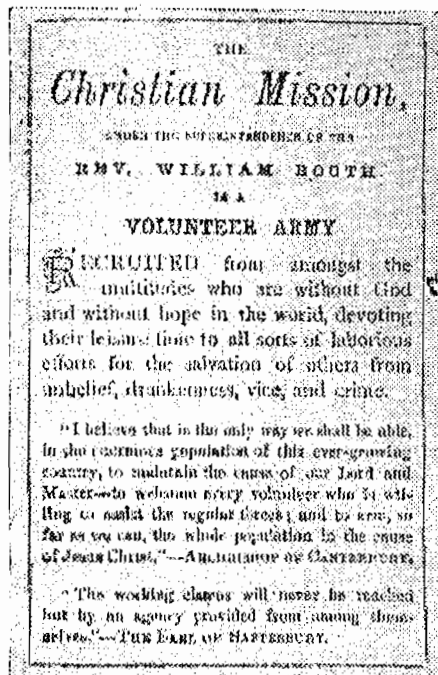 THE
Christian Mission,
UNDER THE SUPERINTENDENCE OF THE
REV. WILLIAM BOOTH.
IS A
VOLUNTEER ARMY
RECRUITED from amongst the
multitudes who are without God
and without hope in the world, devoting
their leisure time to all sorts of laborious
efforts for the salvation of others from
unbelief, drunkenness, vice, and crime.
"I believe that is the only way we shall be able,
in the enormous population of this ever-growing
country, to maintain the cause of our Lord and
Master—to welcome every volunteer who is wil-
ling to assist the regular forces; and to arm, so
far as we can, the whole population in the cause
of Jesus Christ."—ARCHBISHOP OF CANTERBURY.
"The working classes will never be reached
but by an agency provided from among them-
selves."—THE EARL OF